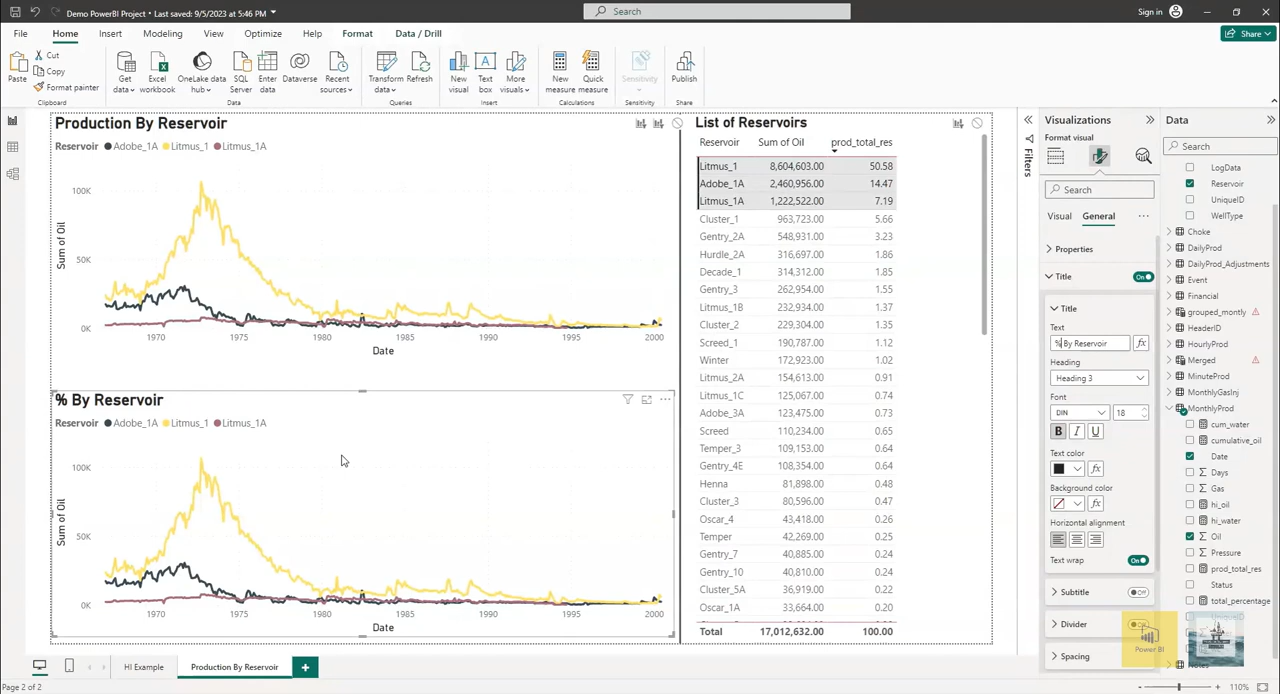 Demo PowerBI Project • Last saved: 9/5/2023 at 5:46 PM
Search
Sign in
File Home Insert Modeling View Optimize Help Format Data / Drill
Share
Paste
Cut
Copy
Format painter
Get data
Excel workbook
OneLake data hub
SQL Server
Enter data
Dataverse
Recent sources
Transform data
Refresh
New visual
Text box
More visuals
New measure
Quick measure
Sensitivity
Publish
Clipboard Data Queries Insert Calculations Sensitivity Share
Production By Reservoir
Reservoir Adobe_1A Litmus_1 Litmus_1A
Sum of Oil
100K
50K
0K
1970 1975 1980 1985 1990 1995 2000
Date
% By Reservoir
Reservoir Adobe_1A Litmus_1 Litmus_1A
Sum of Oil
100K
50K
0K
1970 1975 1980 1985 1990 1995 2000
Date
List of Reservoirs
Reservoir Sum of Oil prod_total_res
Litmus_1 8,604,603.00 50.58
Adobe_1A 2,460,956.00 14.47
Litmus_1A 1,222,522.00 7.19
Cluster_1 963,723.00 5.66
Gentry_2A 548,931.00 3.23
Hurdle_2A 316,697.00 1.86
Decade_1 314,312.00 1.85
Gentry_3 262,954.00 1.55
Litmus_1B 232,934.00 1.37
Cluster_2 229,304.00 1.35
Screed_1 190,787.00 1.12
Winter 172,923.00 1.02
Litmus_2A 154,613.00 0.91
Litmus_1C 125,067.00 0.74
Adobe_3A 123,475.00 0.73
Screed 110,234.00 0.65
Temper_3 109,153.00 0.64
Gentry_4E 108,354.00 0.64
Henna 81,898.00 0.48
Cluster_3 80,596.00 0.47
Oscar_4 43,418.00 0.26
Temper 42,269.00 0.25
Gentry_7 40,885.00 0.24
Gentry_10 40,810.00 0.24
Cluster_5A 36,919.00 0.22
Oscar_1A 33,664.00 0.20
Total 17,012,632.00 100.00
Filters
Visualizations
Format visual
Search
Visual General
Properties
Title On
Title
Text
% By Reservoir
Heading
Heading 3
Font
DIN 18
B I U
Text color
Background color
Horizontal alignment
Text wrap On
Subtitle Off
Divider
Spacing
Data
Search
LogData
Reservoir
UniqueID
WellType
Choke
DailyProd
DailyProd_Adjustments
Event
Financial
grouped_montly
HeaderID
HourlyProd
Merged
MinuteProd
MonthlyGasInj
MonthlyProd
cum_water
cumulative_oil
Date
Days
Gas
hi_oil
hi_water
Oil
Pressure
prod_total_res
Status
total_percentage
Notes
Power BI
HI Example Production By Reservoir
Page 2 of 2
110%